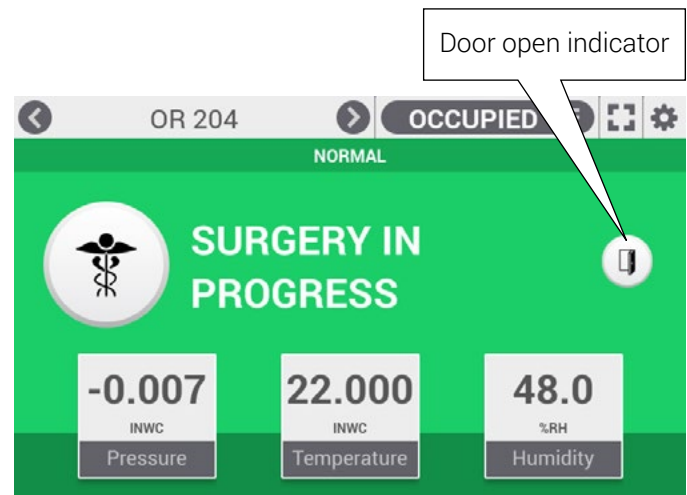 Door open indicator
OR 204
OCCUPIED
NORMAL
SURGERY IN
PROGRESS
-0.007
INWC
Pressure
22.000
INWC
Temperature
48.0
%RH
Humidity